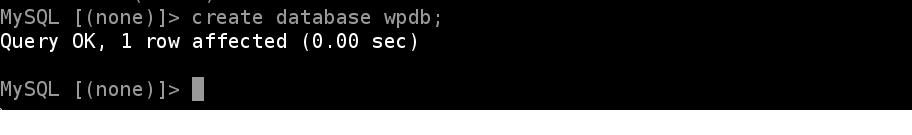 MySQL [(none)]> create database wpdb;
Query OK, 1 row affected (0.00 sec)
MySQL [(none)]>